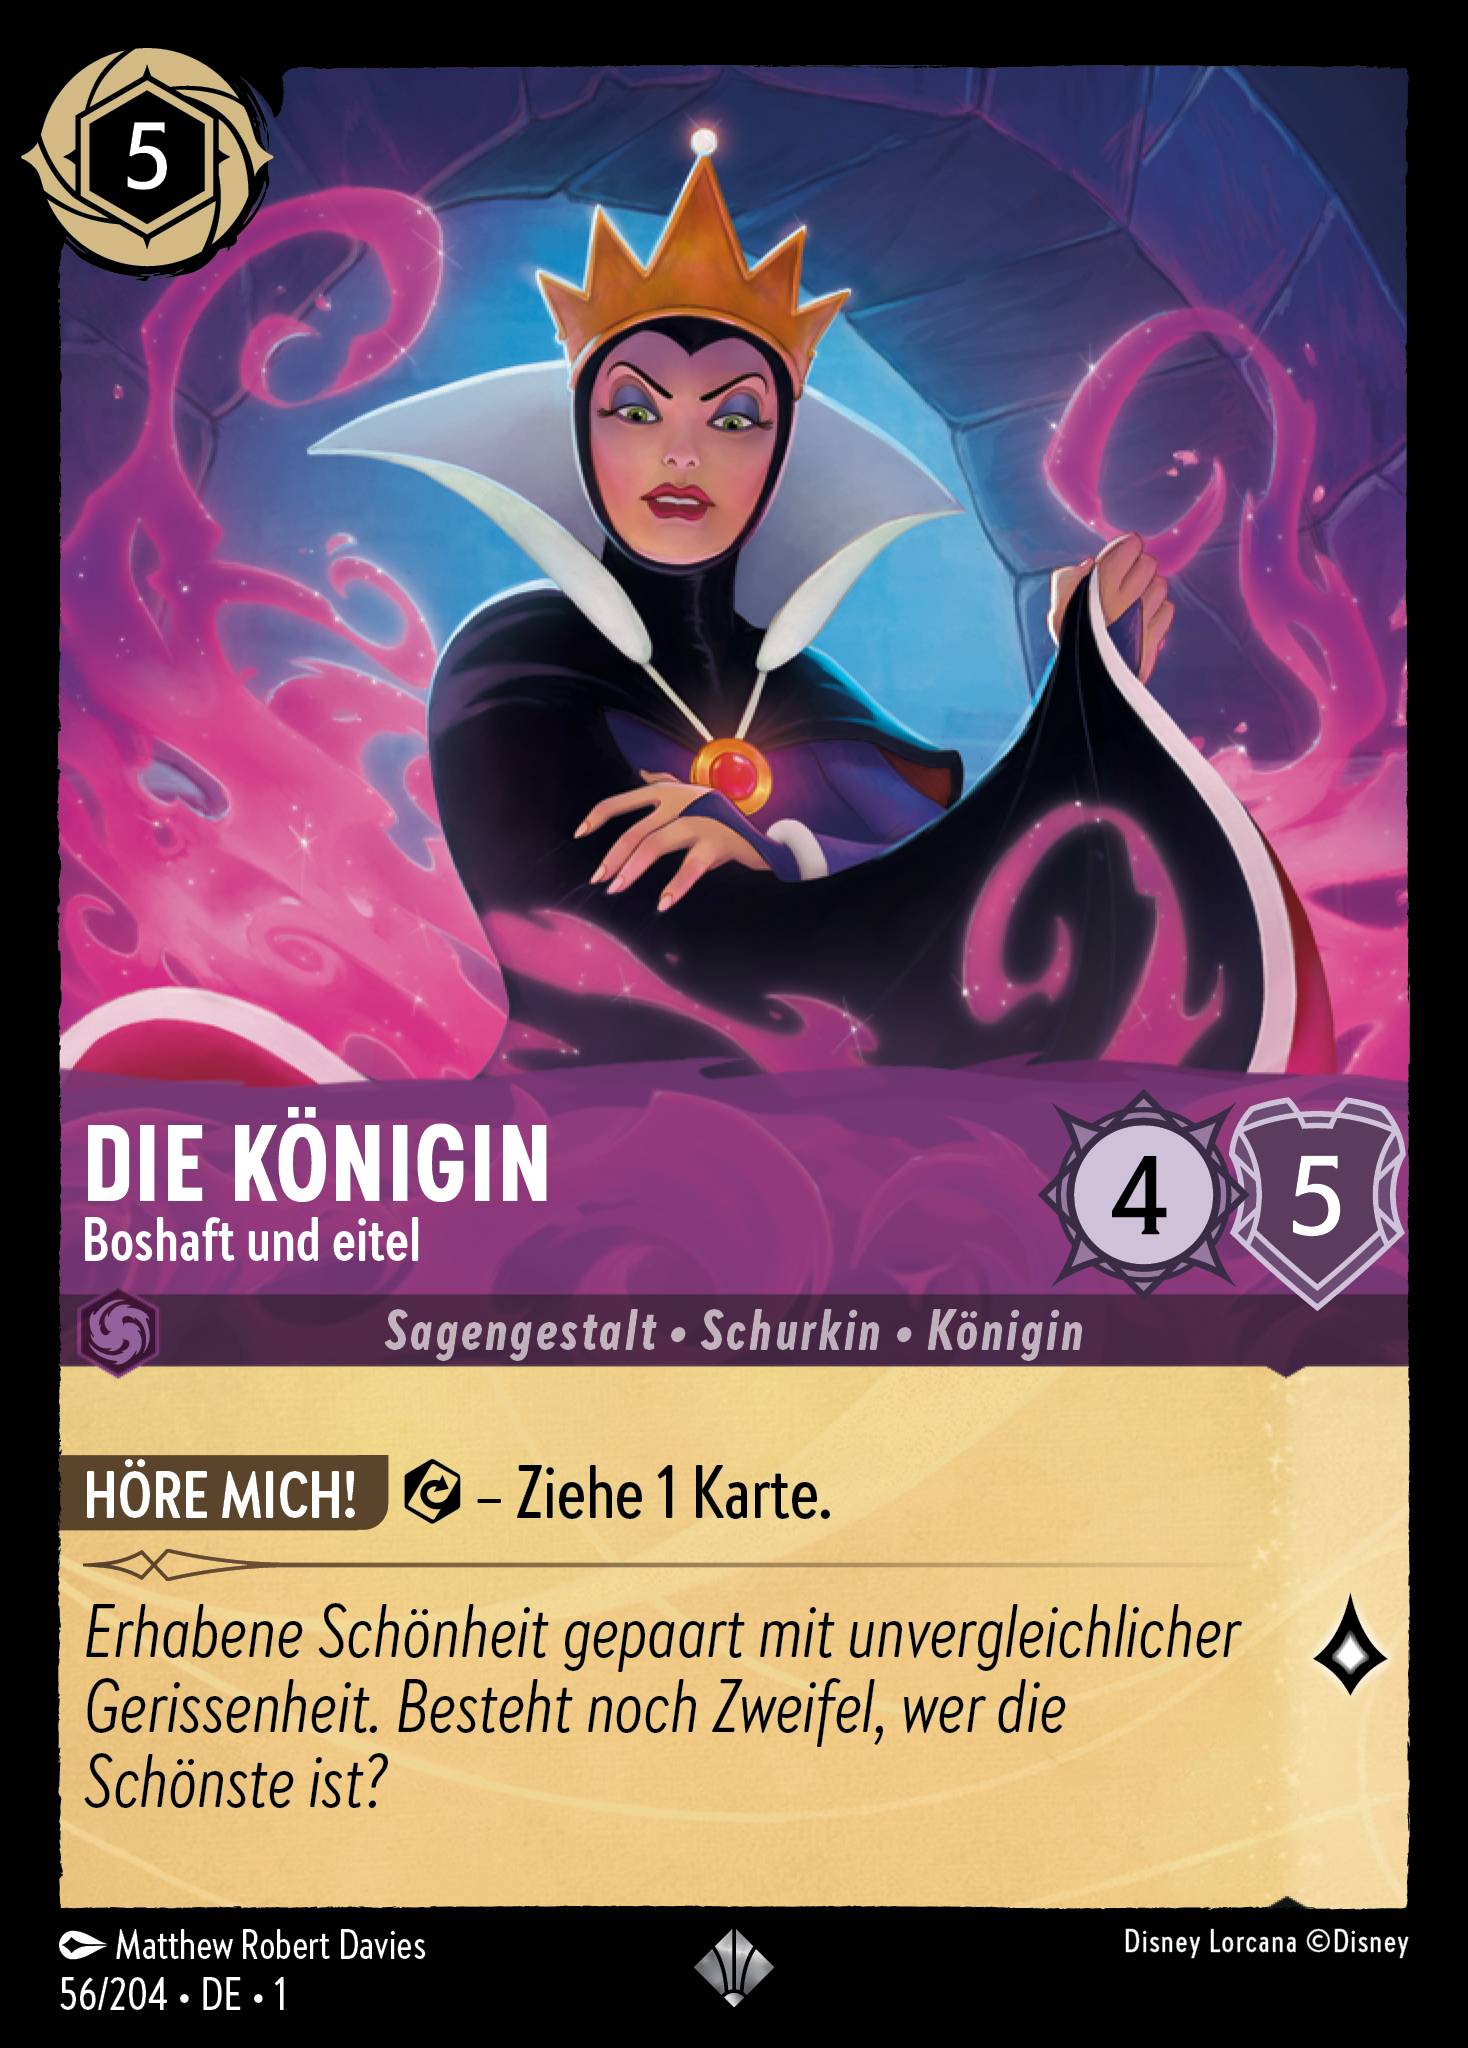 5
DIE KÖNIGIN
Boshaft und eitel
4
5
Sagengestalt • Schurkin • Königin
HÖRE MICH! – Ziehe 1 Karte.
Erhabene Schönheit gepaart mit unvergleichlicher
Gerissenheit. Besteht noch Zweifel, wer die
Schönste ist?
Matthew Robert Davies
Disney Lorcana ©Disney
56/204 • DE • 1